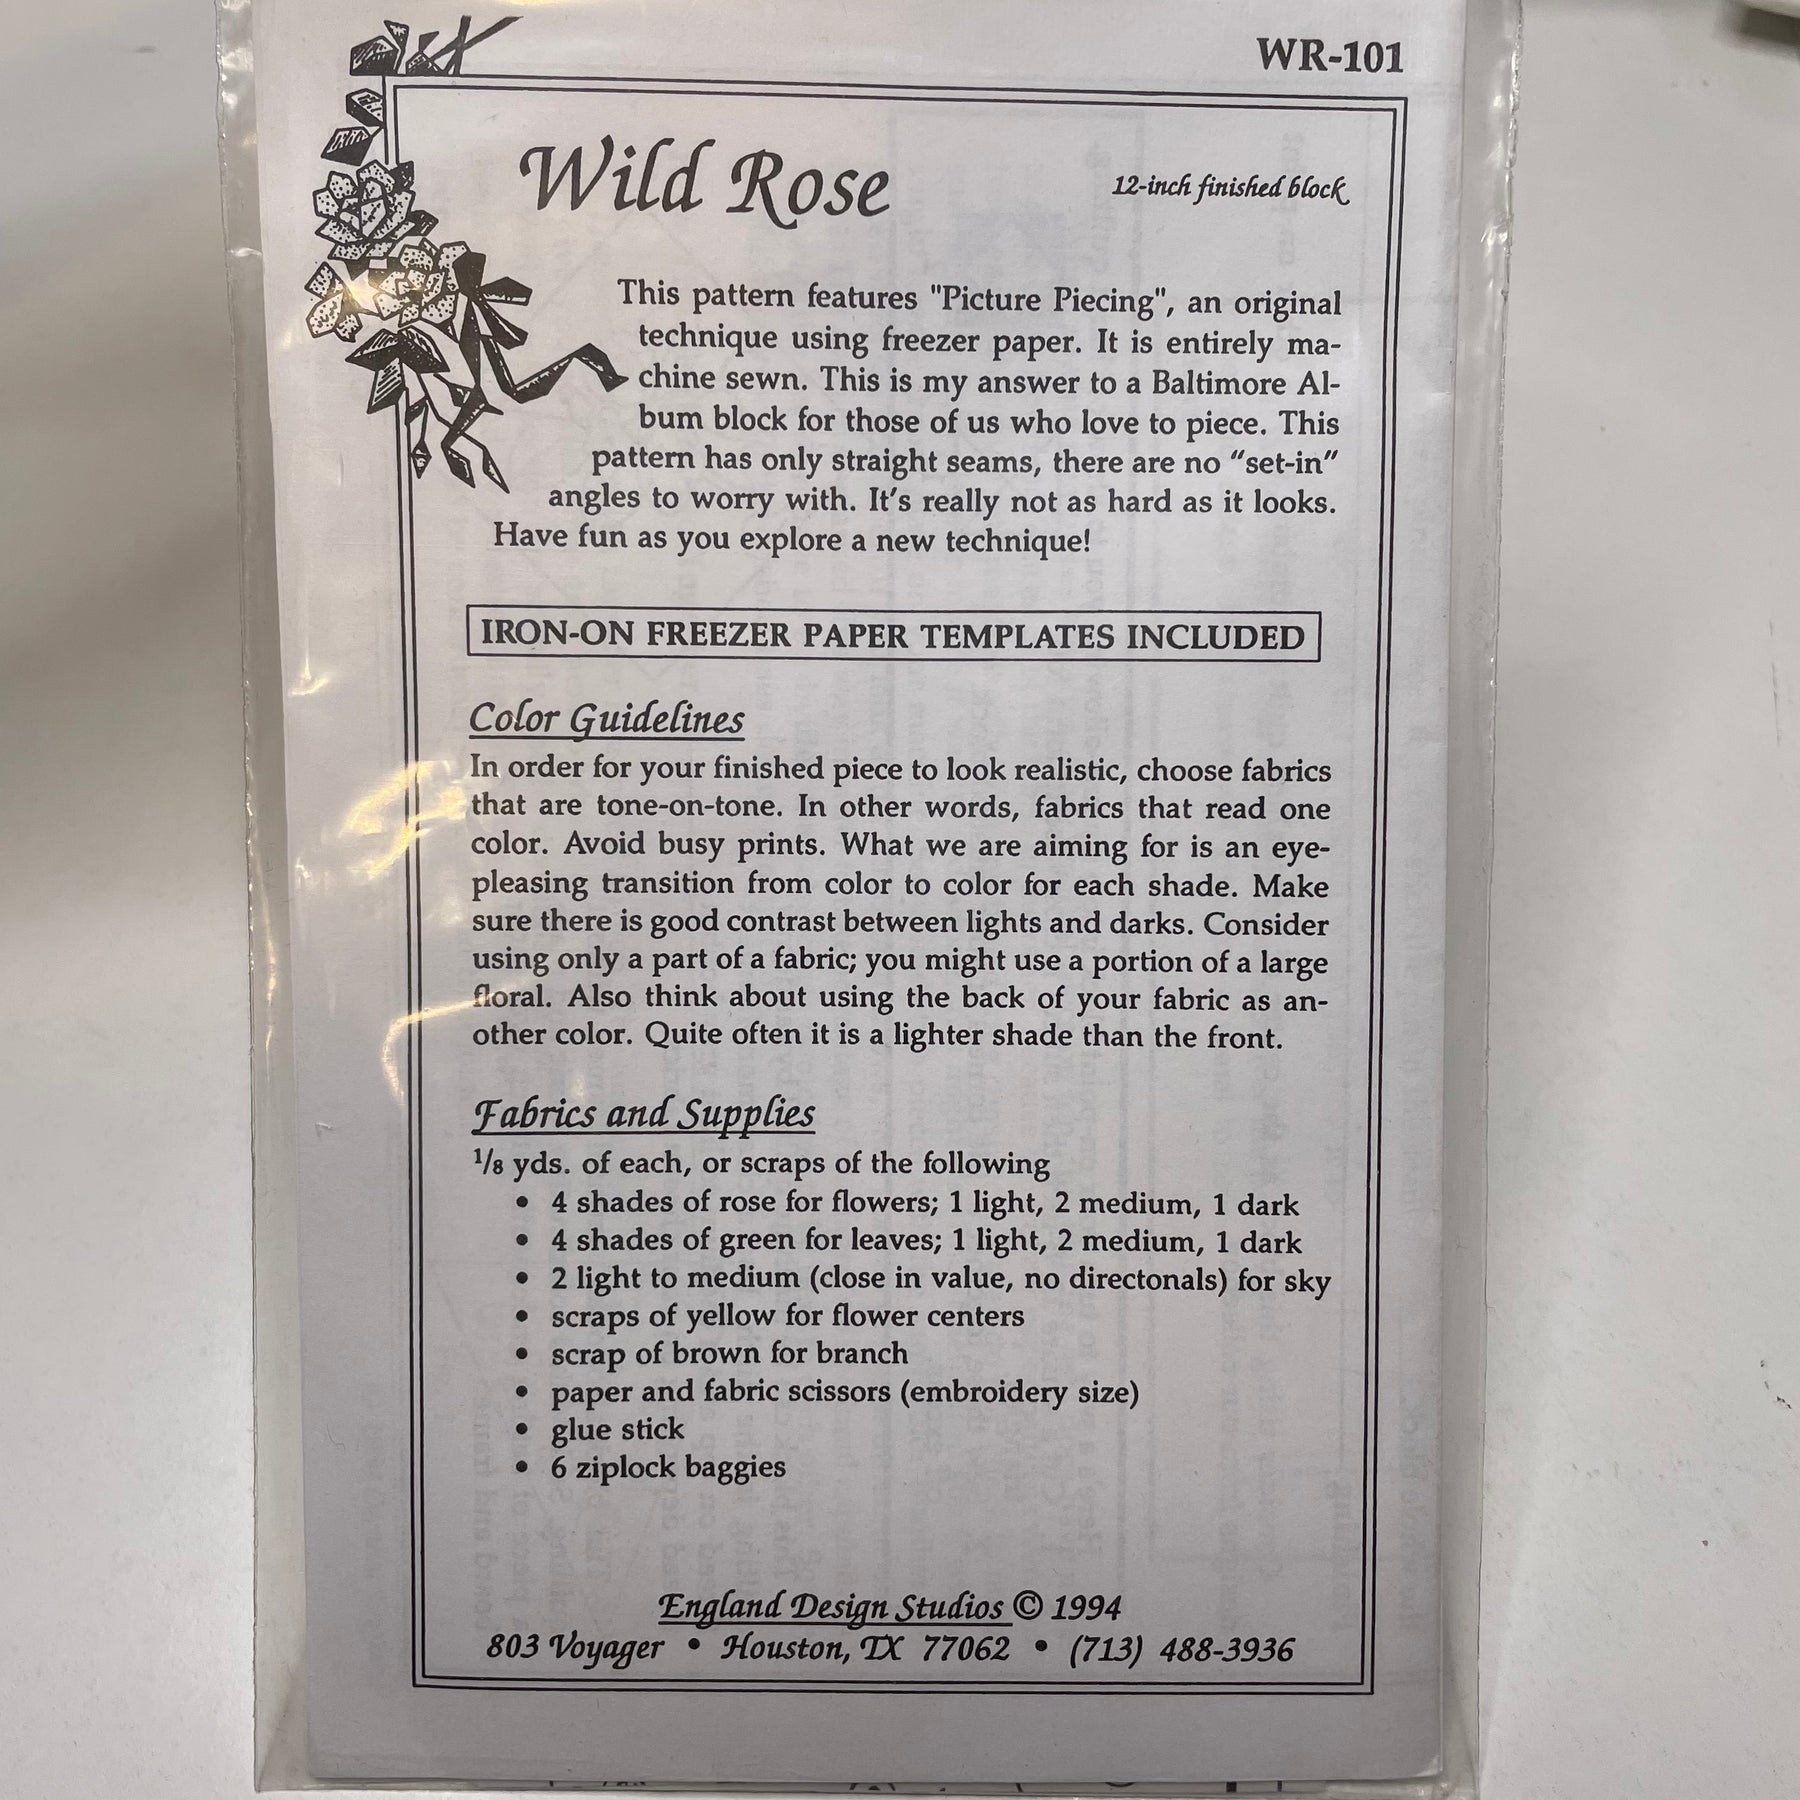 WR-101
Wild Rose
12-inch finished block
This pattern features "Picture Piecing", an original
technique using freezer paper. It is entirely ma-
chine sewn. This is my answer to a Baltimore Al-
bum block for those of us who love to piece. This
pattern has only straight seams, there are no “set-in”
angles to worry with. It's really not as hard as it looks.
Have fun as you explore a new technique!
IRON-ON FREEZER PAPER TEMPLATES INCLUDED
Color Guidelines
In order for your finished piece to look realistic, choose fabrics
that are tone-on-tone. In other words, fabrics that read one
color. Avoid busy prints. What we are aiming for is an eye-
pleasing transition from color to color for each shade. Make
sure there is good contrast between lights and darks. Consider
using only a part of a fabric; you might use a portion of a large
floral. Also think about using the back of your fabric as an-
other color. Quite often it is a lighter shade than the front.
Fabrics and Supplies
1/8 yds. of each, or scraps of the following
• 4 shades of rose for flowers; 1 light, 2 medium, 1 dark
• 4 shades of green for leaves; 1 light, 2 medium, 1 dark
• 2 light to medium (close in value, no directonals) for sky
• scraps of yellow for flower centers
• scrap of brown for branch
• paper and fabric scissors (embroidery size)
• glue stick
• 6 ziplock baggies
England Design Studios © 1994
803 Voyager • Houston, TX 77062 • (713) 488-3936